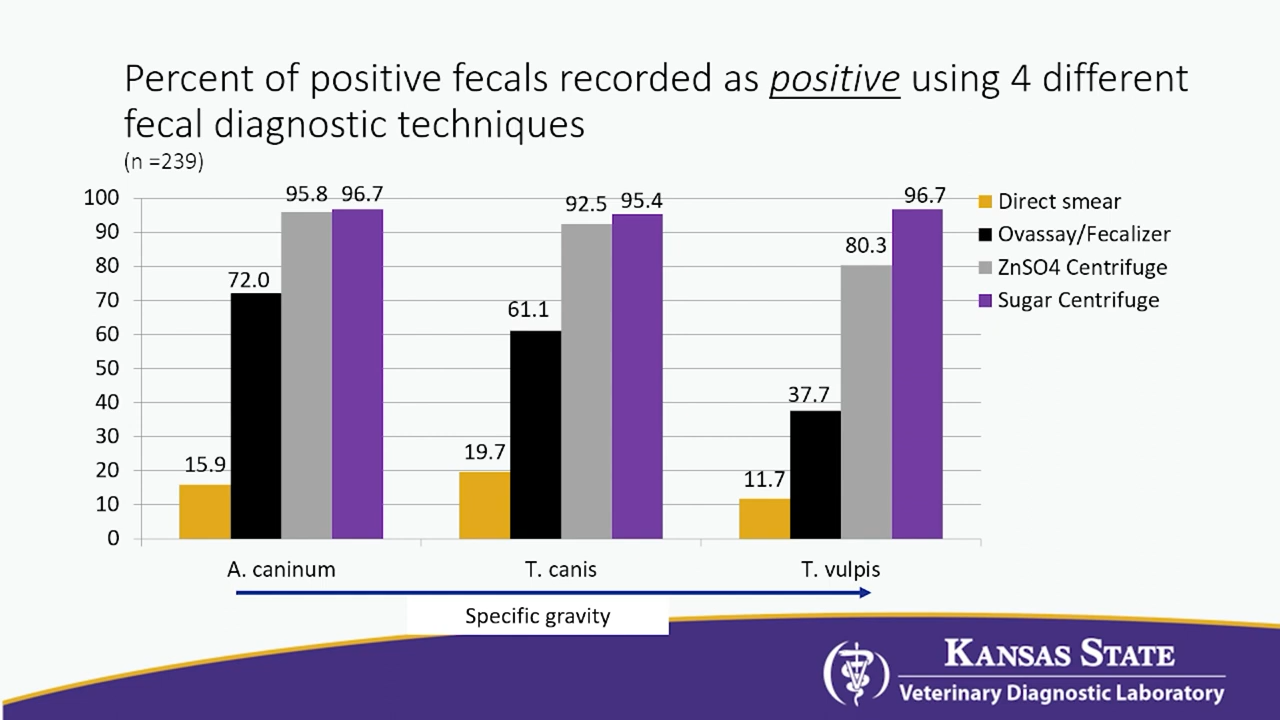 Percent of positive fecals recorded as positive using 4 different
fecal diagnostic techniques
(n =239)
100
90
80
70
60
50
40
30
20
10
0
15.9
72.0
95.8
96.7
19.7
61.1
92.5
95.4
11.7
37.7
80.3
96.7
Direct smear
Ovassay/Fecalizer
ZnSO4 Centrifuge
Sugar Centrifuge
A. caninum
T. canis
T. vulpis
Specific gravity
KANSAS STATE
Veterinary Diagnostic Laboratory